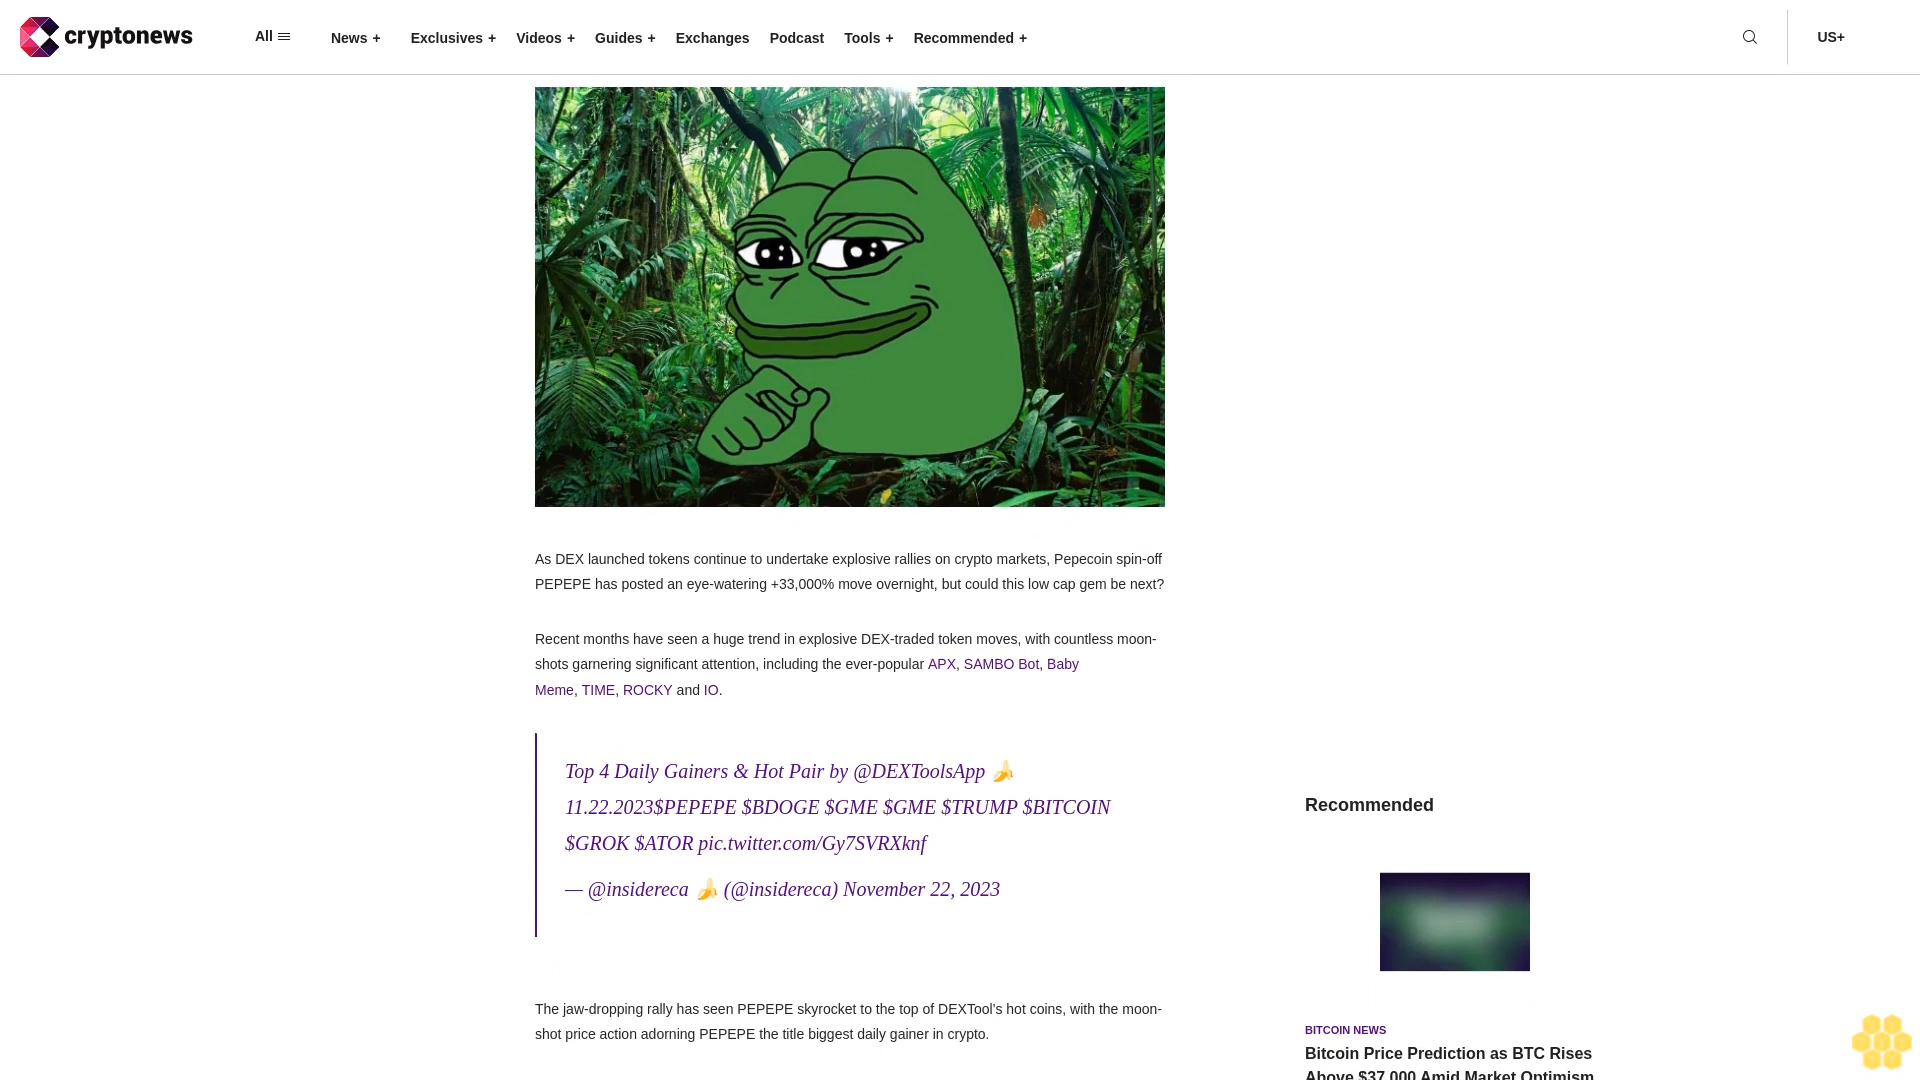 cryptonews
All
News +
Exclusives +
Videos +
Guides +
Exchanges
Podcast
Tools +
Recommended +
US+
As DEX launched tokens continue to undertake explosive rallies on crypto markets, Pepecoin spin-off
PEPEPE has posted an eye-watering +33,000% move overnight, but could this low cap gem be next?
Recent months have seen a huge trend in explosive DEX-traded token moves, with countless moon-
shots garnering significant attention, including the ever-popular APX, SAMBO Bot, Baby
Meme, TIME, ROCKY and IO.
Top 4 Daily Gainers & Hot Pair by @DEXToolsApp 🍌
11.22.2023$PEPEPE $BDOGE $GME $GME $TRUMP $BITCOIN
$GROK $ATOR pic.twitter.com/Gy7SVRXknf
— @insidereca 🍌 (@insidereca) November 22, 2023
The jaw-dropping rally has seen PEPEPE skyrocket to the top of DEXTool’s hot coins, with the moon-
shot price action adorning PEPEPE the title biggest daily gainer in crypto.
Recommended
BITCOIN NEWS
Bitcoin Price Prediction as BTC Rises
Above $37,000 Amid Market Optimism